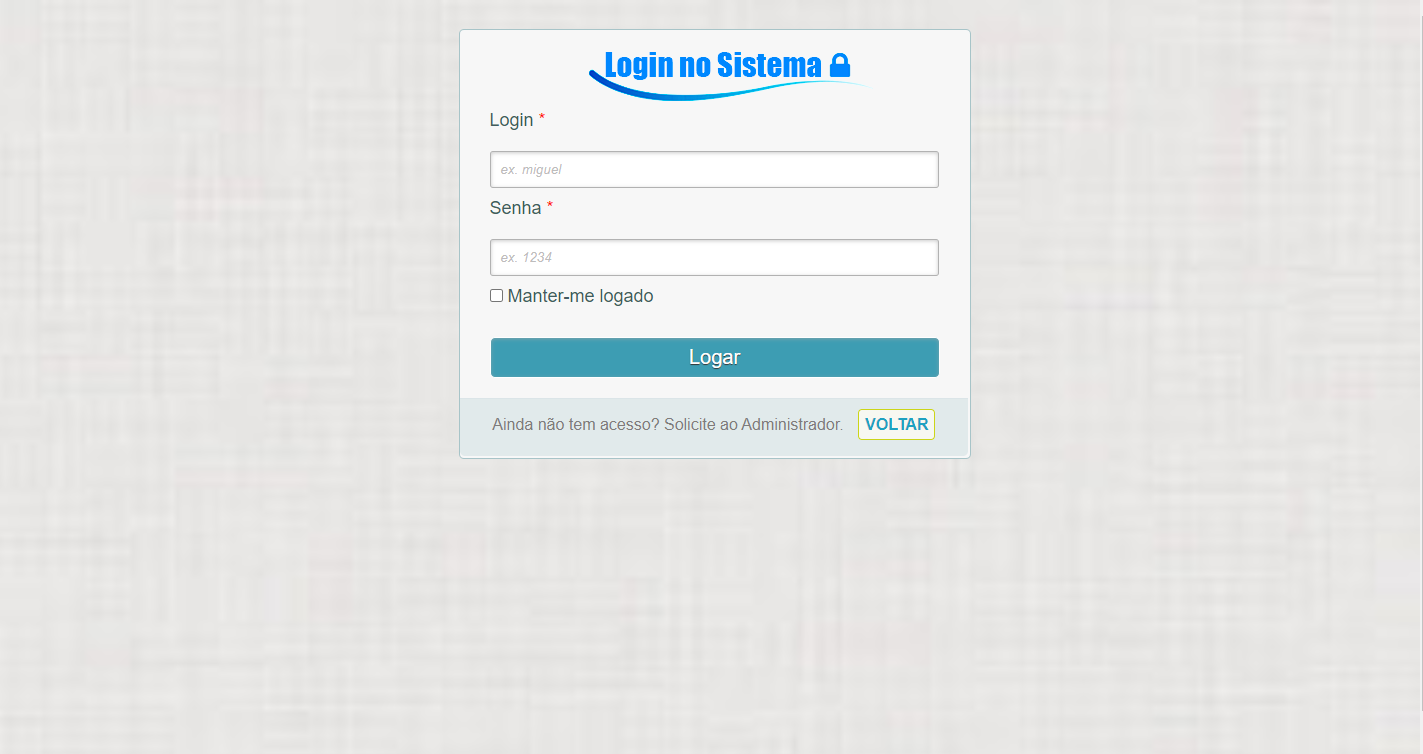 Login no Sistema
Login *
ex. miguel
Senha *
ex. 1234
Manter-me logado
Logar
Ainda não tem acesso? Solicite ao Administrador. VOLTAR